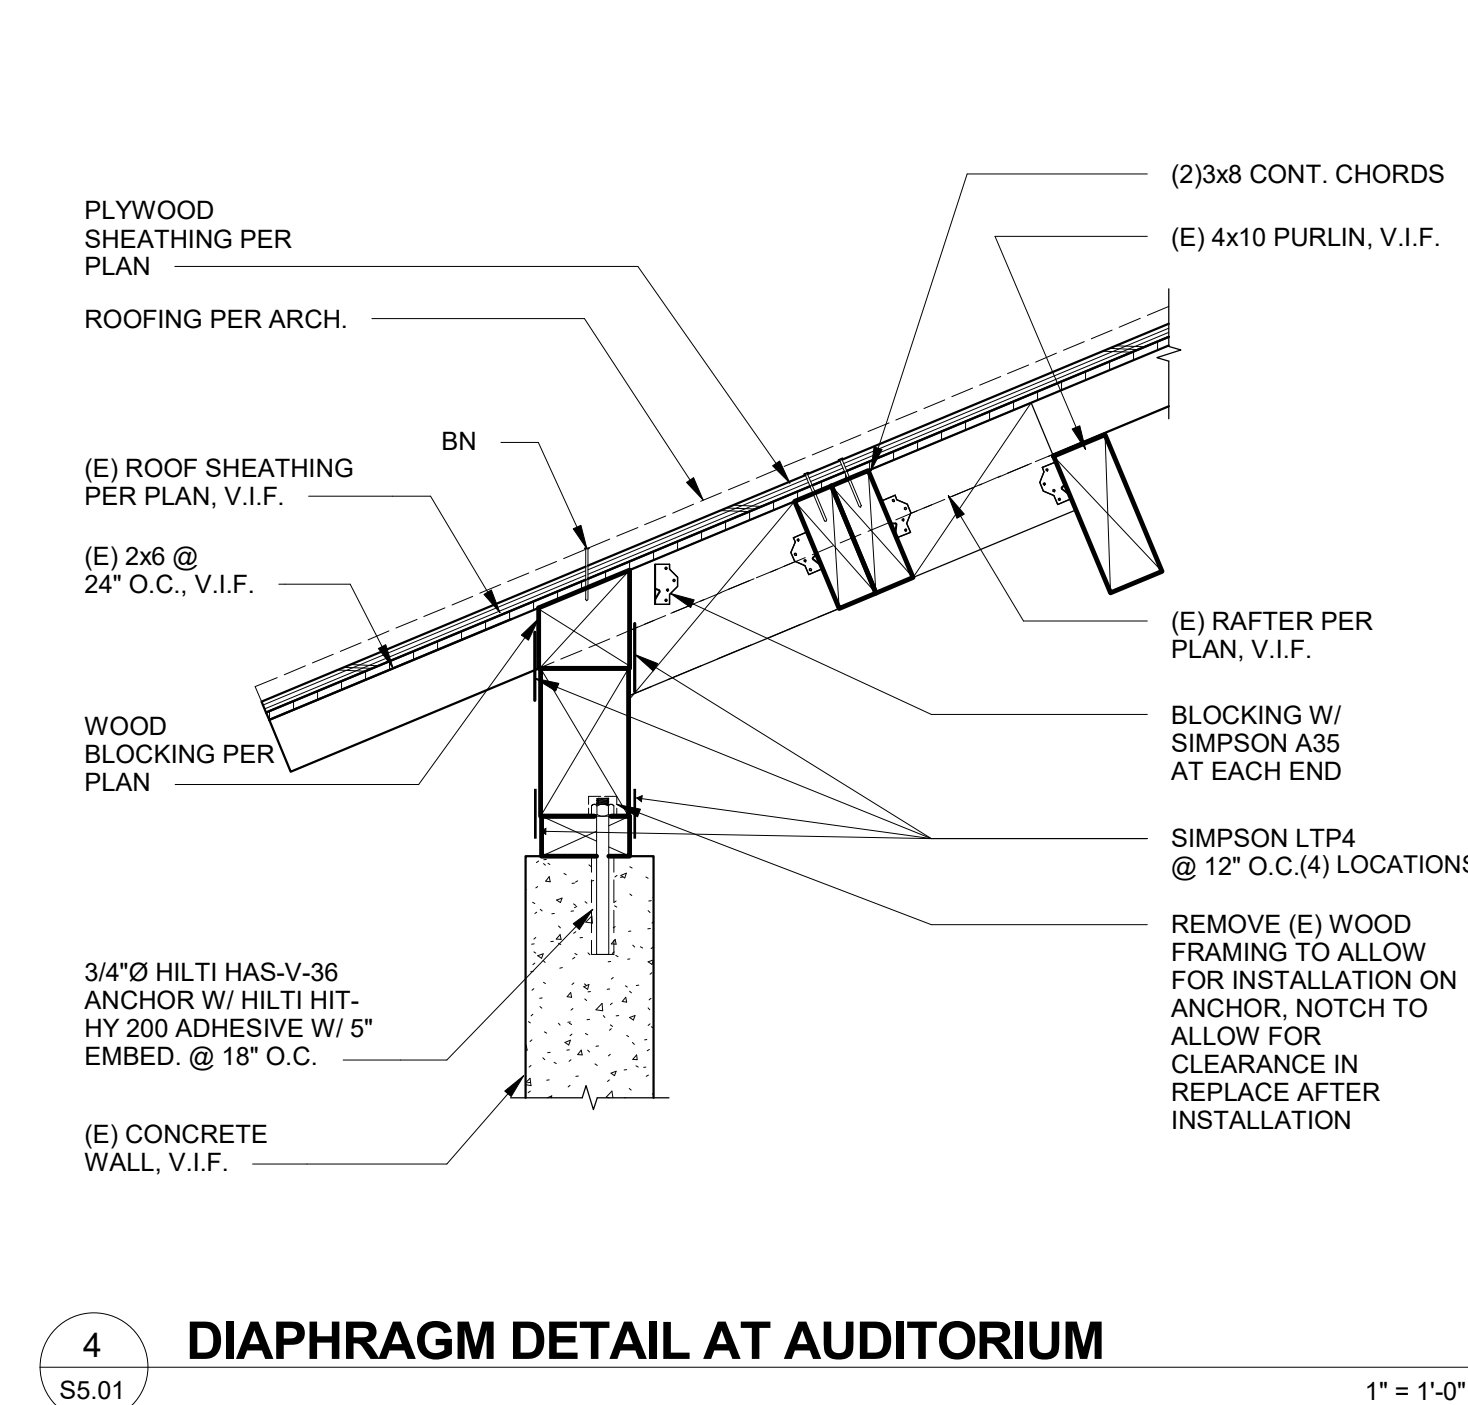 PLYWOOD
SHEATHING PER
PLAN
ROOFING PER ARCH.
BN
(E) ROOF SHEATHING
PER PLAN, V.I.F.
(E) 2x6 @
24" O.C., V.I.F.
WOOD
BLOCKING PER
PLAN
3/4"Ø HILTI HAS-V-36
ANCHOR W/ HILTI HIT-
HY 200 ADHESIVE W/ 5"
EMBED. @ 18" O.C.
(E) CONCRETE
WALL, V.I.F.
(2)3x8 CONT. CHORDS
(E) 4x10 PURLIN, V.I.F.
(E) RAFTER PER
PLAN, V.I.F.
BLOCKING W/
SIMPSON A35
AT EACH END
SIMPSON LTP4
@ 12" O.C.(4) LOCATIONS
REMOVE (E) WOOD
FRAMING TO ALLOW
FOR INSTALLATION ON
ANCHOR, NOTCH TO
ALLOW FOR
CLEARANCE IN
REPLACE AFTER
INSTALLATION
4
DIAPHRAGM DETAIL AT AUDITORIUM
S5.01
1" = 1'-0"